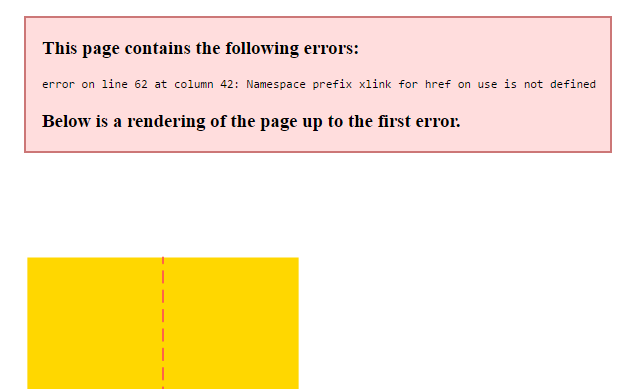 This page contains the following errors:
error on line 62 at column 42: Namespace prefix xlink for href on use is not defined
Below is a rendering of the page up to the first error.